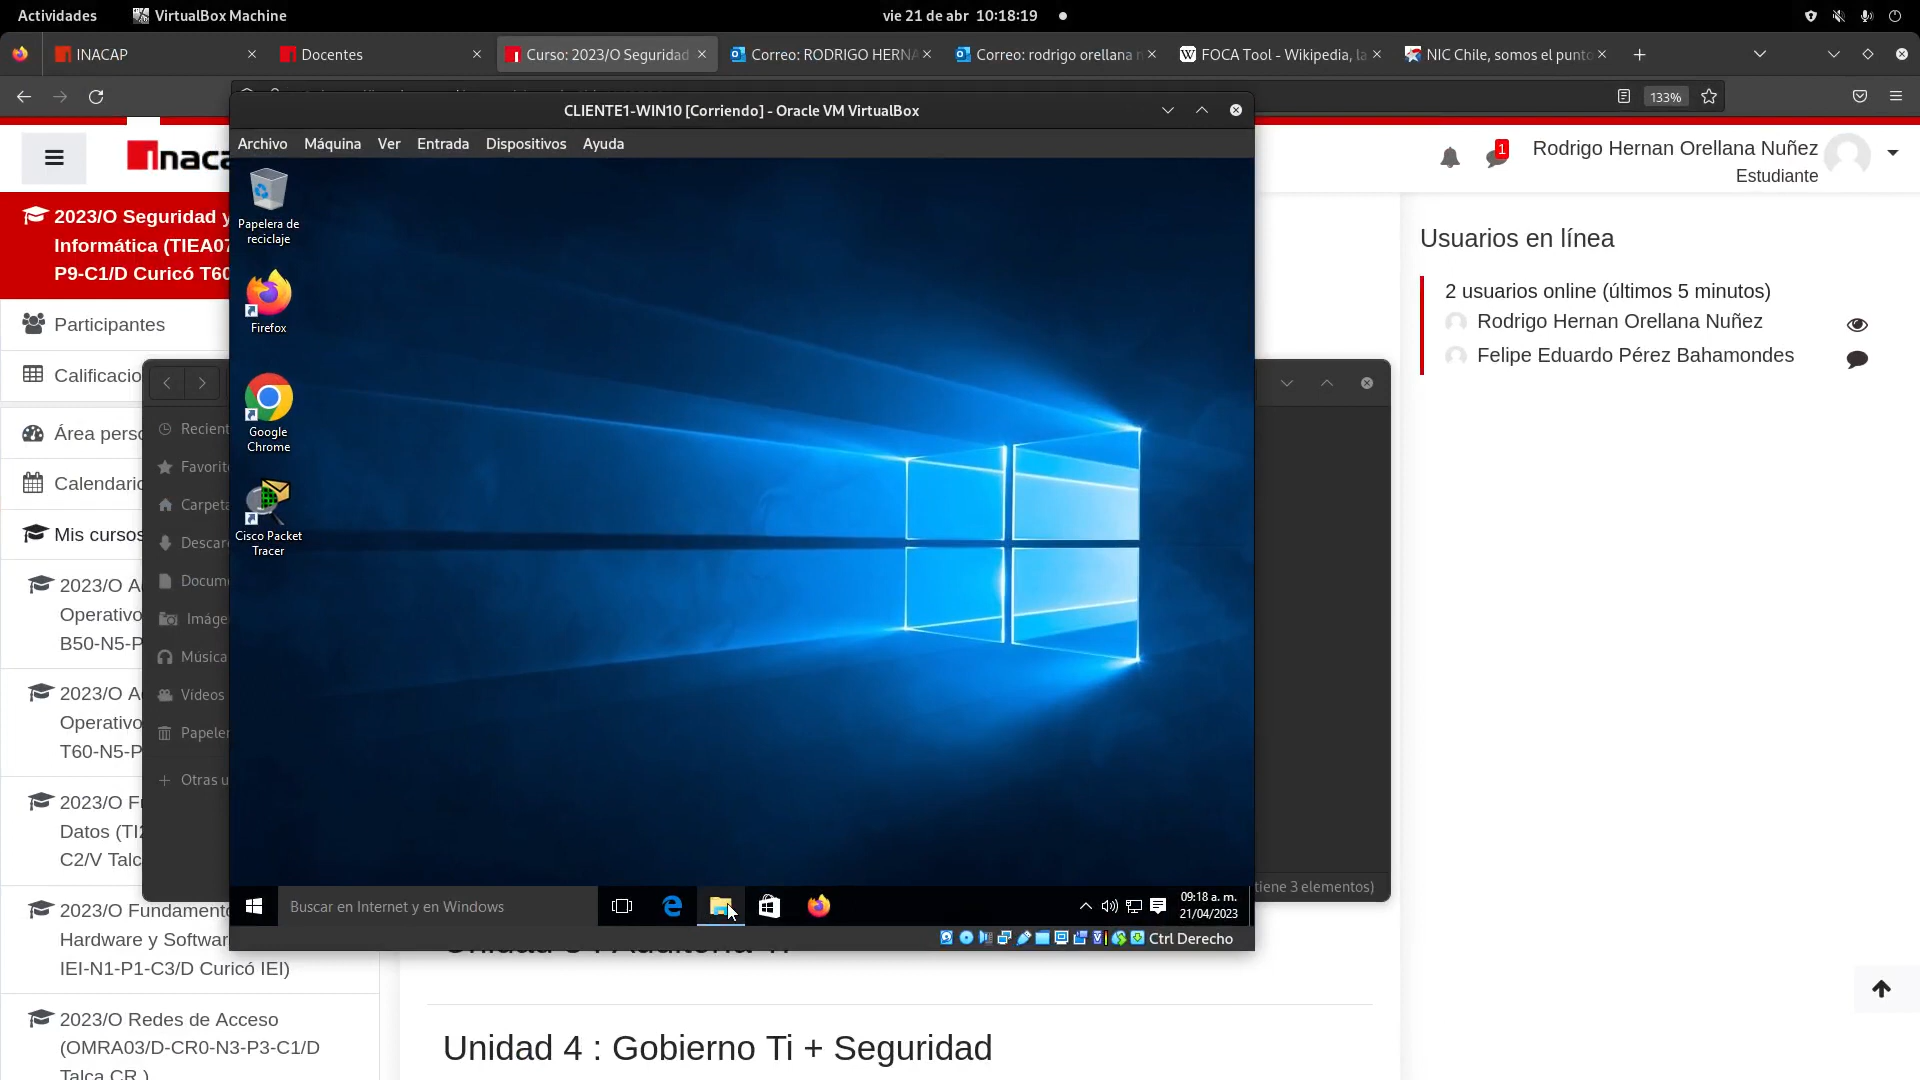 Actividades
VirtualBox Machine
vie 21 de abr 10:18:19
INACAP
Docentes
Curso: 2023/O Seguridad
Correo: RODRIGO HERNA
Correo: rodrigo orellana n
FOCA Tool - Wikipedia, la
NIC Chile, somos el punto
133%
CLIENTE1-WIN10 [Corriendo] - Oracle VM VirtualBox
Archivo Máquina Ver Entrada Dispositivos Ayuda
Inaca
1
Rodrigo Hernan Orellana Nuñez
Estudiante
2023/O Seguridad y
Informática (TIEA07
P9-C1/D Curicó T60
Participantes
Calificacio
Área perso
Calendario
Mis cursos
2023/O A
Operativo
B50-N5-P
2023/O A
Operativo
T60-N5-P
2023/O F
Datos (TI2
C2/V Talc
2023/O Fundament
Hardware y Softwar
IEI-N1-P1-C3/D Curicó IEI)
2023/O Redes de Acceso
(OMRA03/D-CR0-N3-P3-C1/D
Talca CR )
Recient
Favorit
Carpeta
Descar
Docum
Imáge
Música
Vídeos
Papeler
Otras u
tiene 3 elementos)
Papelera de
reciclaje
Firefox
Google
Chrome
Cisco Packet
Tracer
Buscar en Internet y en Windows
09:18 a. m.
21/04/2023
Ctrl Derecho
Usuarios en línea
2 usuarios online (últimos 5 minutos)
Rodrigo Hernan Orellana Nuñez
Felipe Eduardo Pérez Bahamondes
Unidad 4 : Gobierno Ti + Seguridad